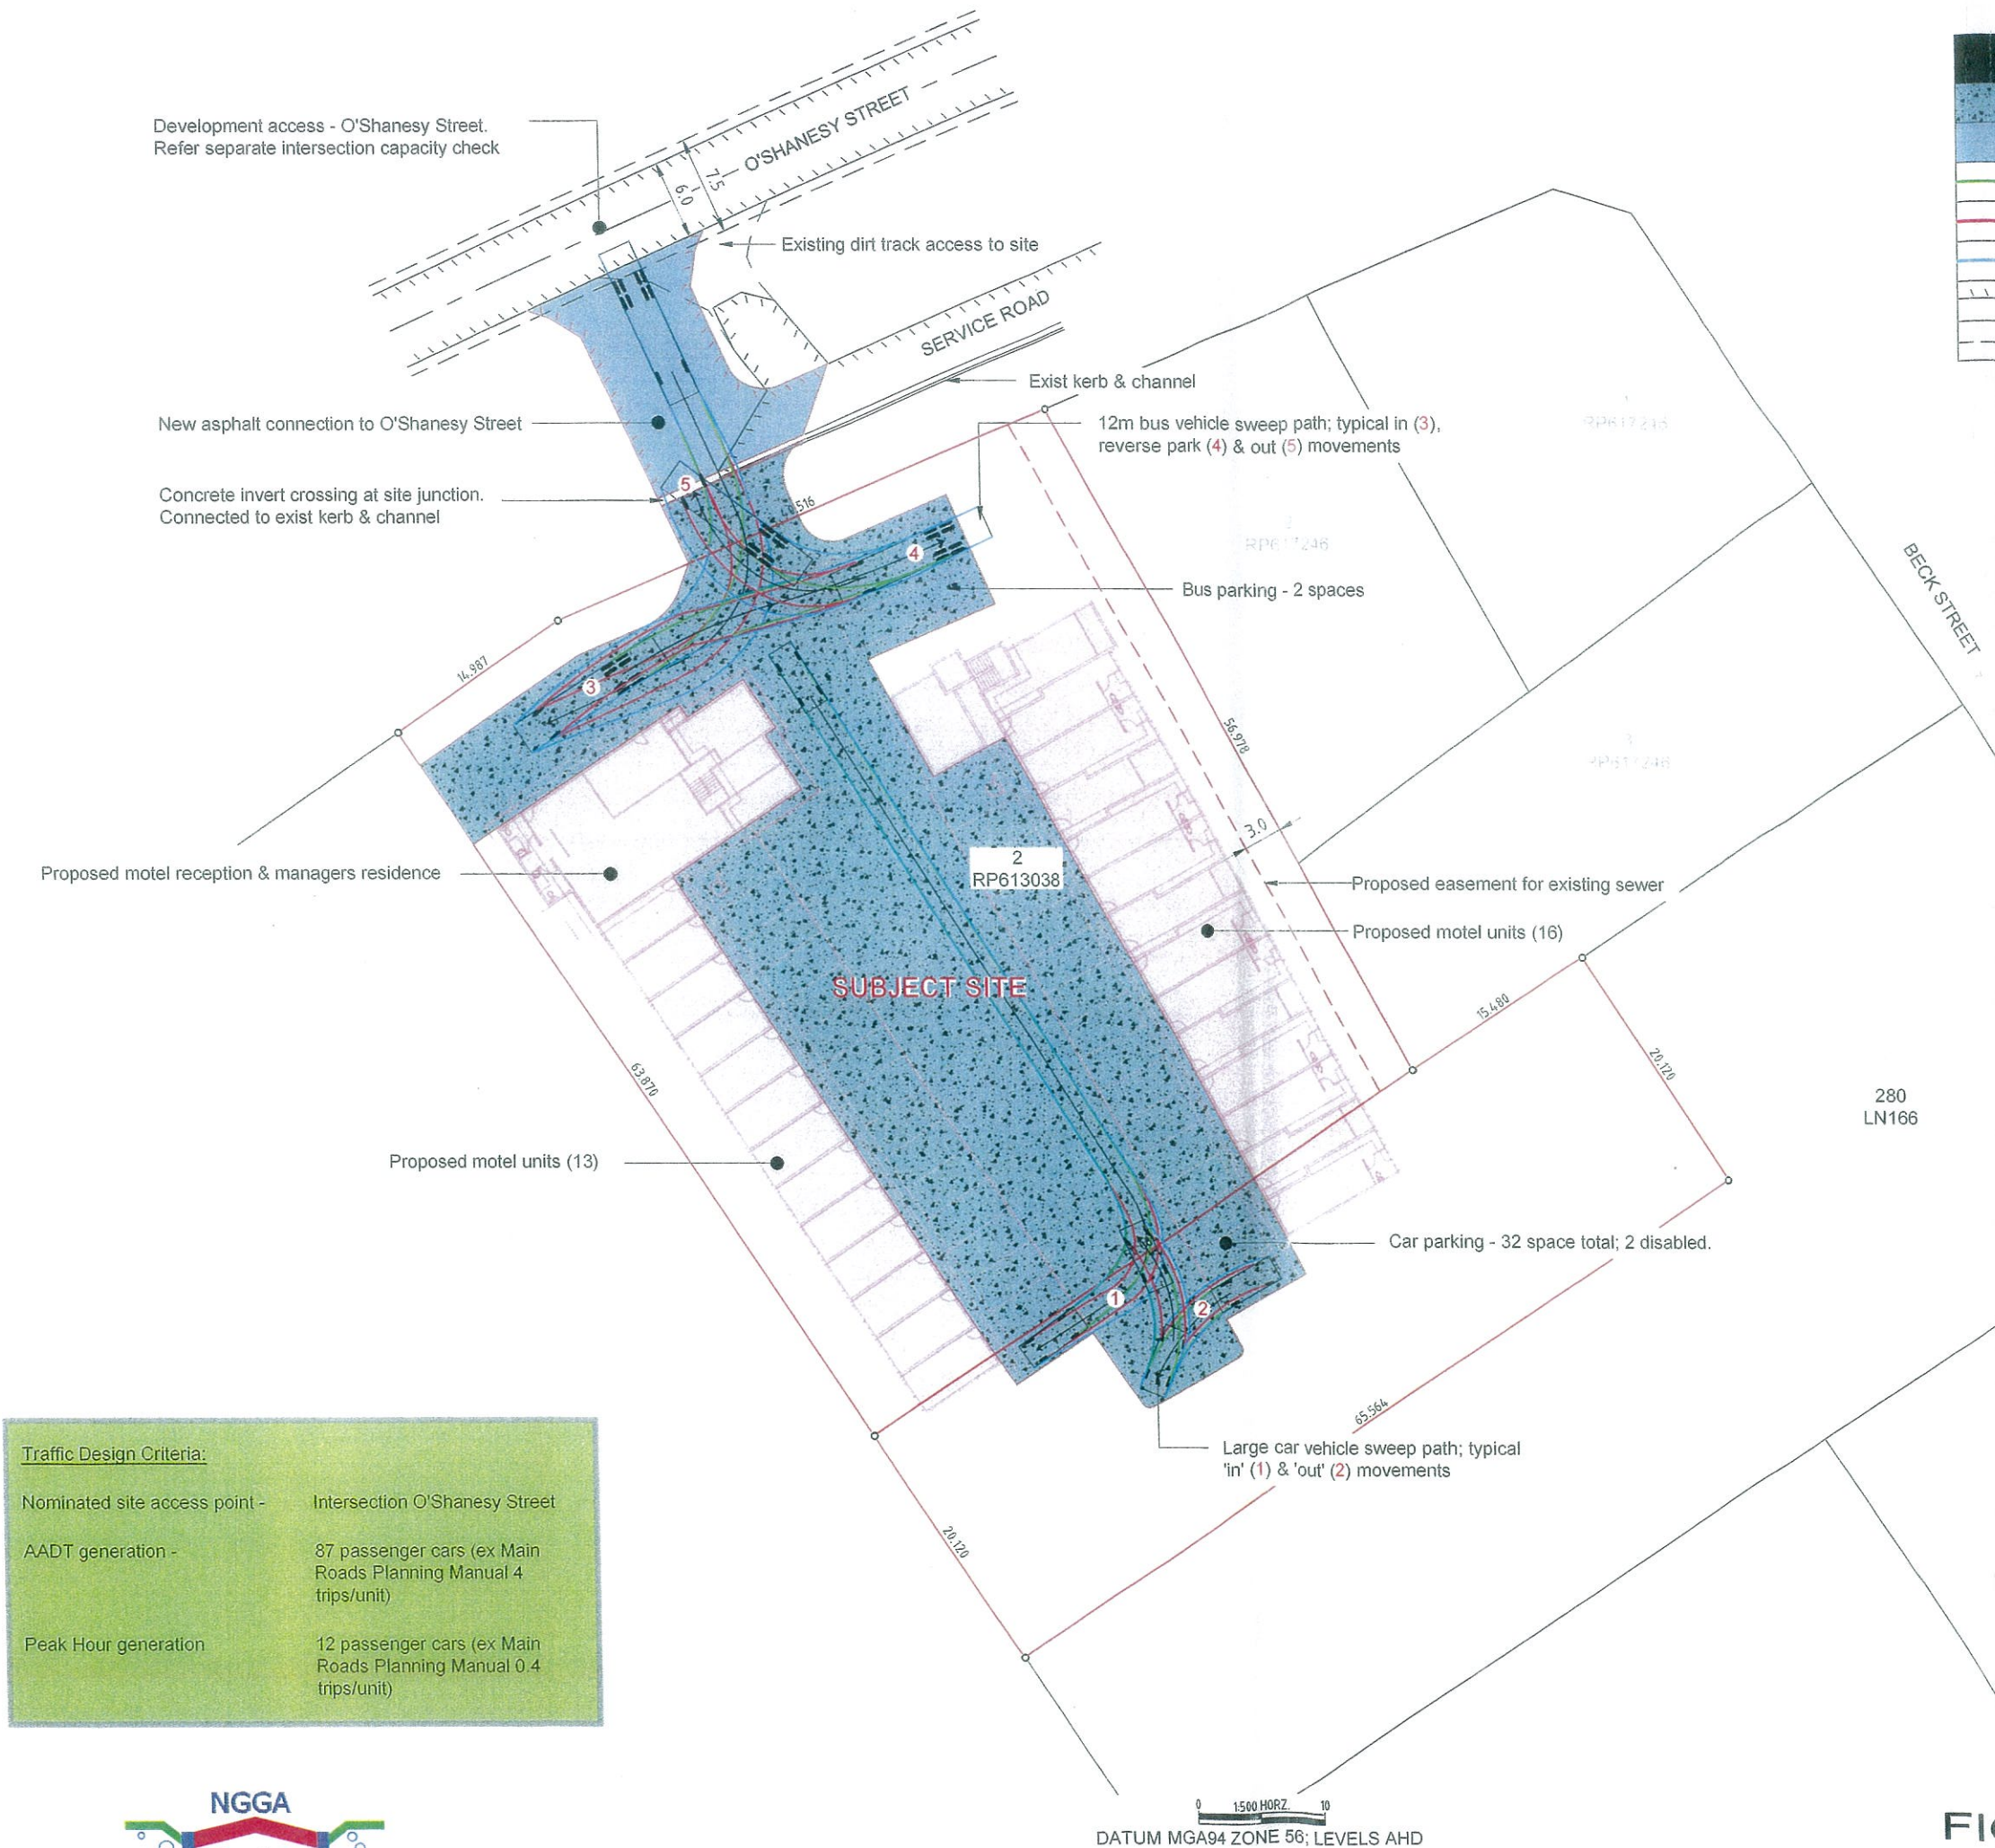 Development access - O'Shanesy Street.
Refer separate intersection capacity check
O'SHANESY STREET
7.5
6.0
Existing dirt track access to site
SERVICE ROAD
Exist kerb & channel
New asphalt connection to O'Shanesy Street
12m bus vehicle sweep path; typical in (3),
reverse park (4) & out (5) movements
RP617246
Concrete invert crossing at site junction.
Connected to exist kerb & channel
5
516
4
2
RP617246
Bus parking - 2 spaces
BECK STREET
14.987
3
56.978
3
RP617246
3.0
2
RP613038
Proposed motel reception & managers residence
Proposed easement for existing sewer
Proposed motel units (16)
SUBJECT SITE
15.480
20.120
63.870
280
LN166
Proposed motel units (13)
Car parking - 32 space total; 2 disabled.
1
2
65.564
Large car vehicle sweep path; typical
'in' (1) & 'out' (2) movements
20.120
Traffic Design Criteria:
Nominated site access point - Intersection O'Shanesy Street
AADT generation - 87 passenger cars (ex Main
Roads Planning Manual 4
trips/unit)
Peak Hour generation 12 passenger cars (ex Main
Roads Planning Manual 0.4
trips/unit)
NGGA
0 1:500 HORZ. 10
DATUM MGA94 ZONE 56; LEVELS AHD